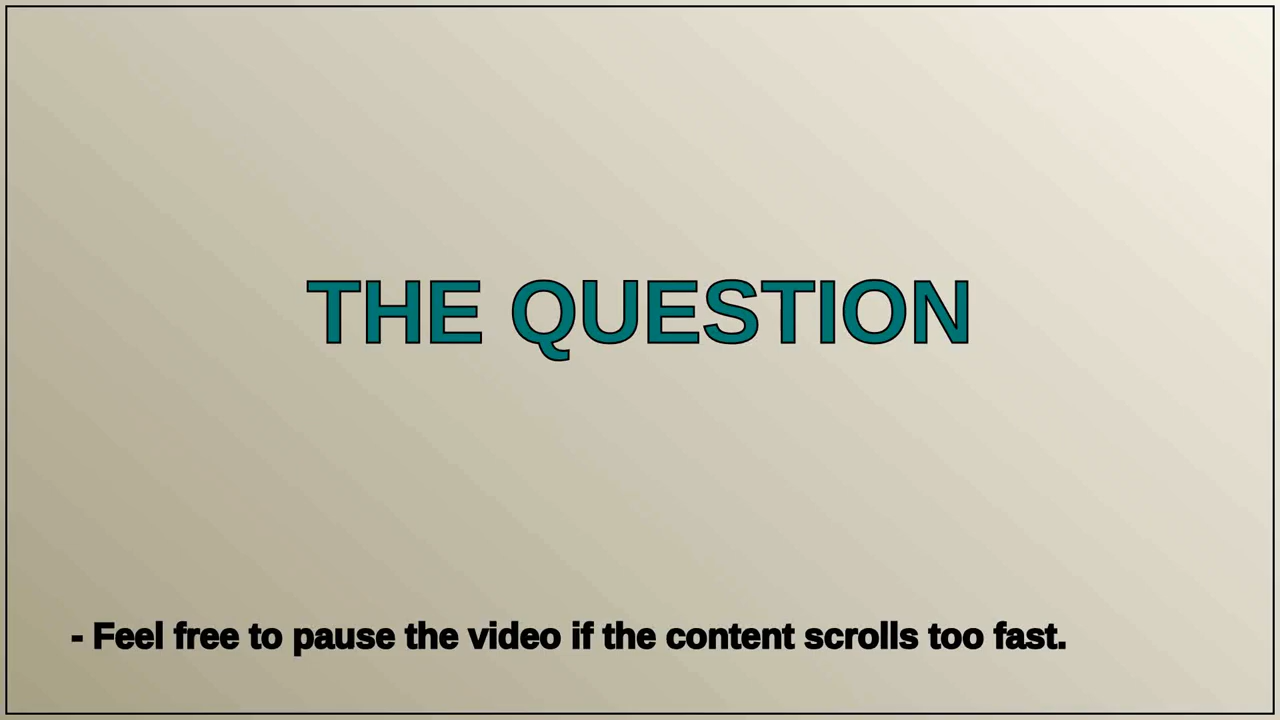 THE QUESTION
- Feel free to pause the video if the content scrolls too fast.